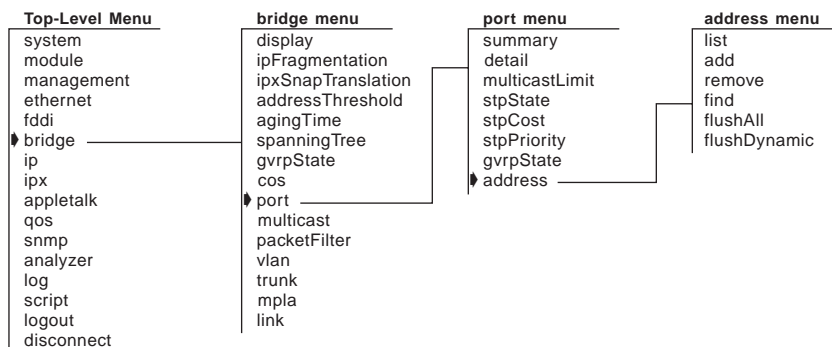 Top-Level Menu
system
module
management
ethernet
fddi
bridge
ip
ipx
appletalk
qos
snmp
analyzer
log
script
logout
disconnect
bridge menu
display
ipFragmentation
ipxSnapTranslation
addressThreshold
agingTime
spanningTree
gvrpState
cos
port
multicast
packetFilter
vlan
trunk
mpla
link
port menu
summary
detail
multicastLimit
stpState
stpCost
stpPriority
gvrpState
address
address menu
list
add
remove
find
flushAll
flushDynamic